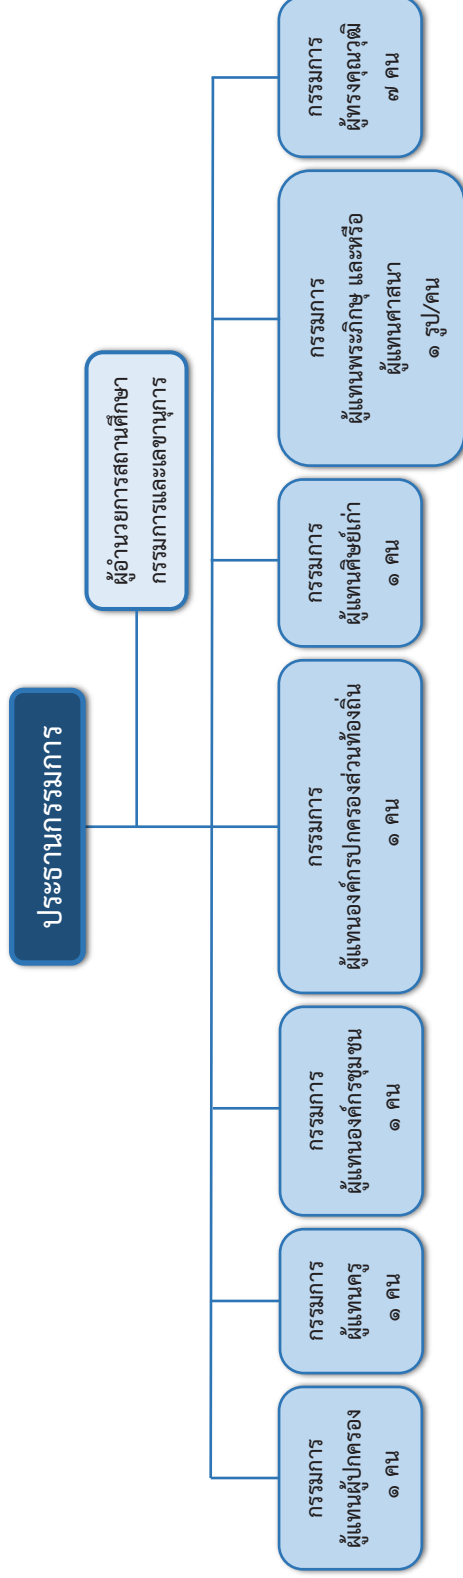 ประธานกรรมการ
ผู้อำนวยการสถานศึกษา
กรรมการและเลขานุการ
กรรมการ
ผู้แทนผู้ปกครอง
๑ คน
กรรมการ
ผู้แทนครู
๑ คน
กรรมการ
ผู้แทนองค์กรชุมชน
๑ คน
กรรมการ
ผู้แทนองค์กรปกครองส่วนท้องถิ่น
๑ คน
กรรมการ
ผู้แทนศิษย์เก่า
๑ คน
กรรมการ
ผู้แทนพระภิกษุ และหรือ
ผู้แทนศาสนา
๑ รูป/คน
กรรมการ
ผู้ทรงคุณวุฒิ
๗ คน